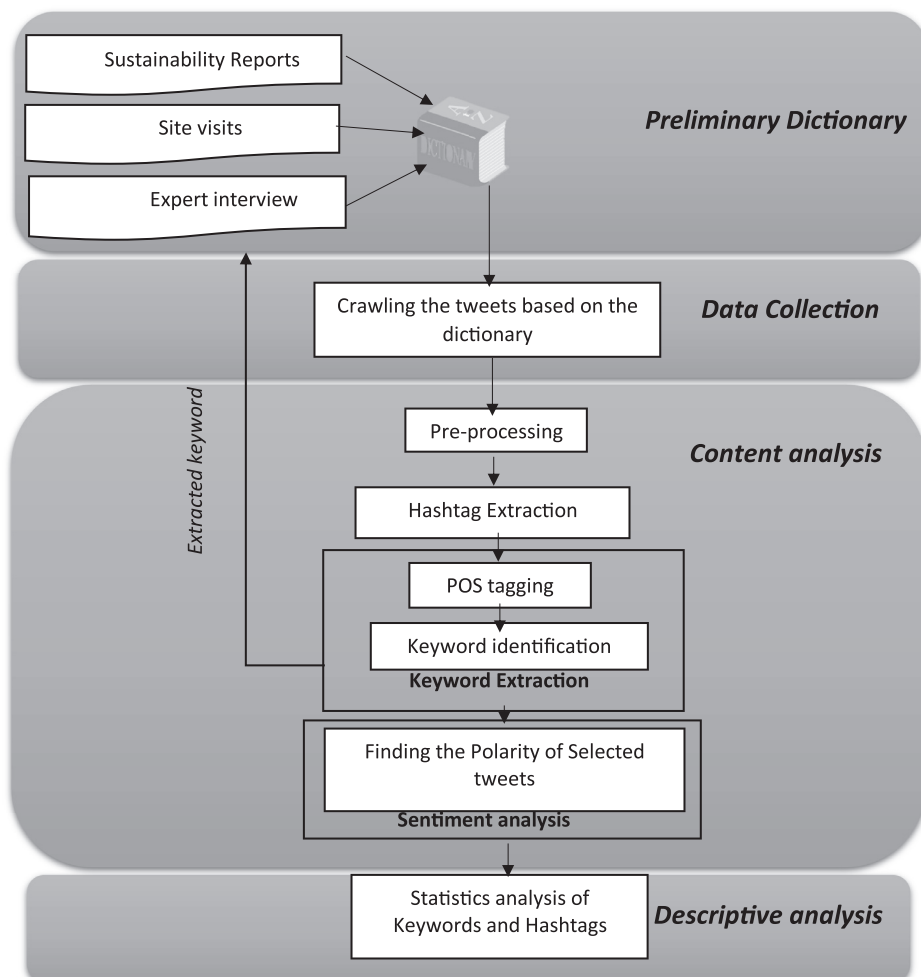 Sustainability Reports
Site visits
Expert interview
A-Z
DICTIONARY
Preliminary Dictionary
Crawling the tweets based on the
dictionary
Data Collection
Extracted keyword
Pre-processing
Content analysis
Hashtag Extraction
POS tagging
Keyword identification
Keyword Extraction
Finding the Polarity of Selected
tweets
Sentiment analysis
Statistics analysis of
Keywords and Hashtags
Descriptive analysis